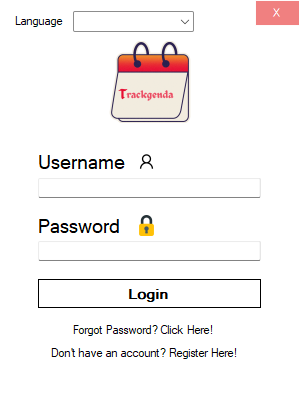 Language
X
Trackgenda
Username
Password
Login
Forgot Password? Click Here!
Don't have an account? Register Here!